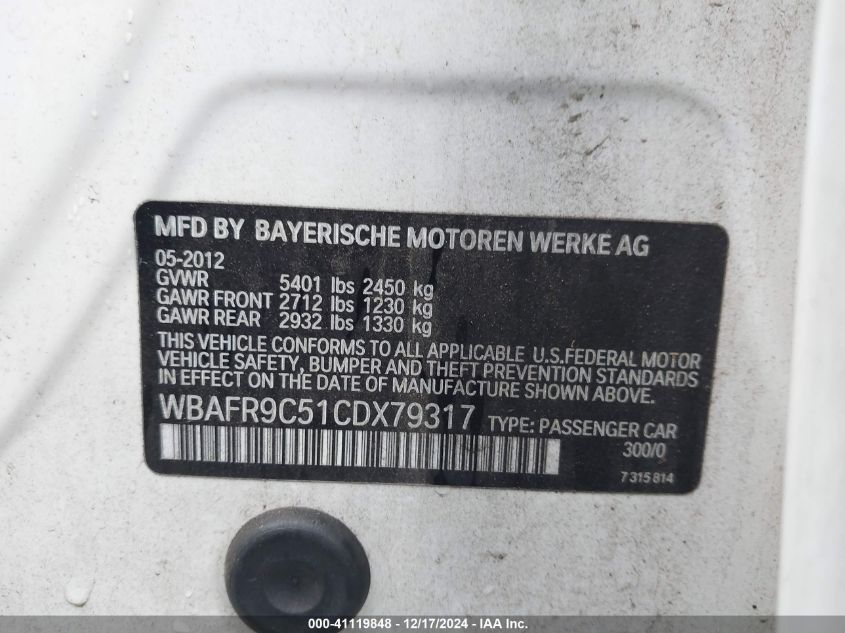 MFD BY BAYERISCHE MOTOREN WERKE AG
05-2012
GVWR 5401 lbs 2450 kg
GAWR FRONT 2712 lbs 1230 kg
GAWR REAR 2932 lbs 1330 kg
THIS VEHICLE CONFORMS TO ALL APPLICABLE U.S.FEDERAL MOTOR
VEHICLE SAFETY, BUMPER AND THEFT PREVENTION STANDARDS
IN EFFECT ON THE DATE OF MANUFACTURE SHOWN ABOVE.
WBAFR9C51CDX79317 TYPE: PASSENGER CAR
300/0
7 315 814
000-41119848 - 12/17/2024 - IAA Inc.